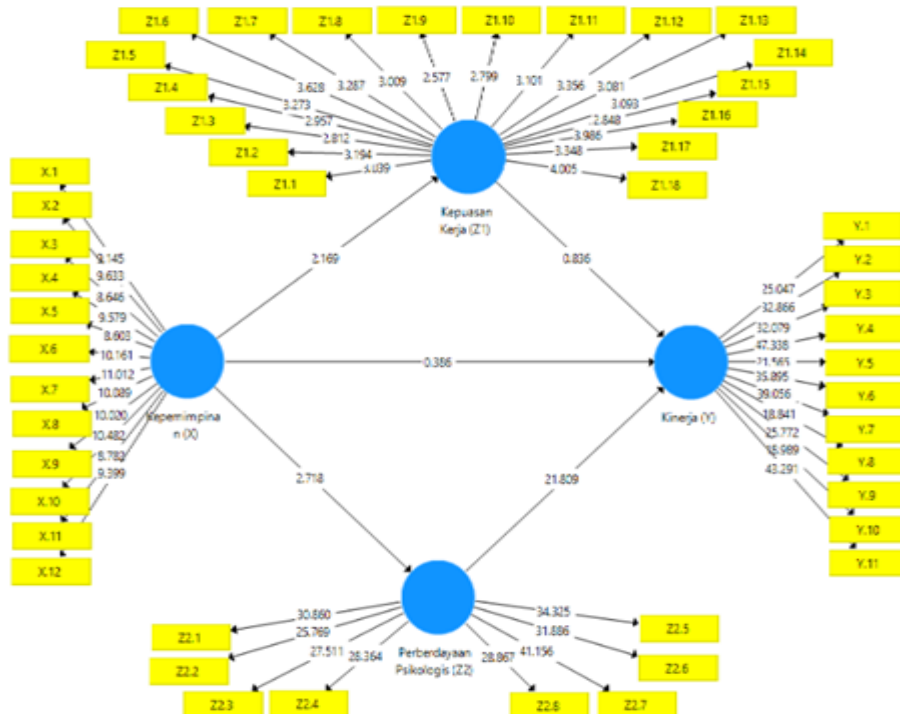 Z1.6
Z1.7
Z1.8
Z1.9
Z1.10
Z1.11
Z1.12
Z1.13
Z1.5
Z1.14
Z1.4
Z1.15
Z1.3
Z1.16
Z1.2
Z1.17
Z1.1
Z1.18
3.628
3.287
3.009
2.577
2.799
3.101
3.356
3.081
3.273
3.093
2.957
2.848
2.812
3.986
3.194
3.348
3.039
4.005
Kepuasan
Kerja (Z1)
X.1
X.2
X.3
X.4
X.5
X.6
X.7
X.8
X.9
X.10
X.11
X.12
9.145
9.633
8.646
9.579
8.603
10.161
11.012
10.089
10.020
10.482
8.782
9.399
Kepemimpina
n (X)
2.169
0.836
0.386
2.718
21.809
Kinerja (Y)
25.047
32.866
32.079
47.338
21.565
35.895
39.056
18.841
25.772
43.291
Y.1
Y.2
Y.3
Y.4
Y.5
Y.6
Y.7
Y.8
Y.9
Y.10
Y.11
Perberdayaan
Psikologis (Z2)
30.860
25.769
27.511
28.364
28.867
41.156
31.886
34.325
Z2.1
Z2.2
Z2.3
Z2.4
Z2.7
Z2.6
Z2.5